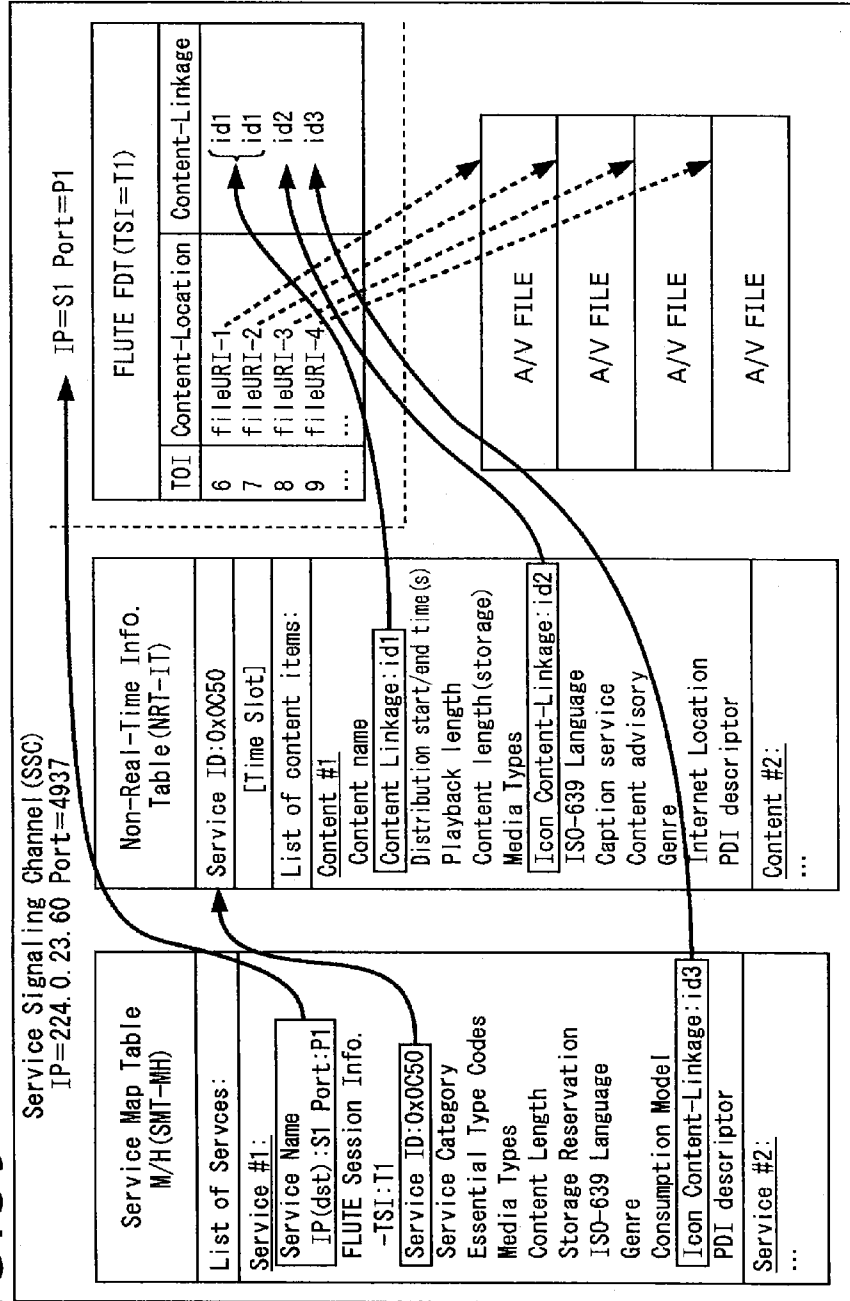 Service Signaling Channel(SSC)
IP=224.0.23.60 Port=4937
Service Map Table
M/H(SMT-MH)
List of Servces:
Service #1:
Service Name
IP(dst):S1 Port:P1
FLUTE Session Info.
-TSI:T1
Service ID:0x0C50
Service Category
Essential Type Codes
Media Types
Content Length
Storage Reservation
ISO-639 Language
Genre
Consumption Model
Icon Content-Linkage:id3
PDI descriptor
Service #2:
...
Non-Real-Time Info.
Table(NRT-IT)
Service ID:0x0C50
[Time Slot]
List of content items:
Content #1
Content name
Content Linkage:id1
Distribution start/end time(s)
Playback length
Content length(storage)
Media Types
Icon Content-Linkage:id2
ISO-639 Language
Caption service
Content advisory
Genre
Internet Location
PDI descriptor
Content #2:
...
IP=S1 Port=P1
FLUTE FDT(TSI=T1)
TOI Content-Location Content-Linkage
6 fileURI-1 id1
7 fileURI-2 id1
8 fileURI-3 id2
9 fileURI-4 id3
... ...
A/V FILE
A/V FILE
A/V FILE
A/V FILE